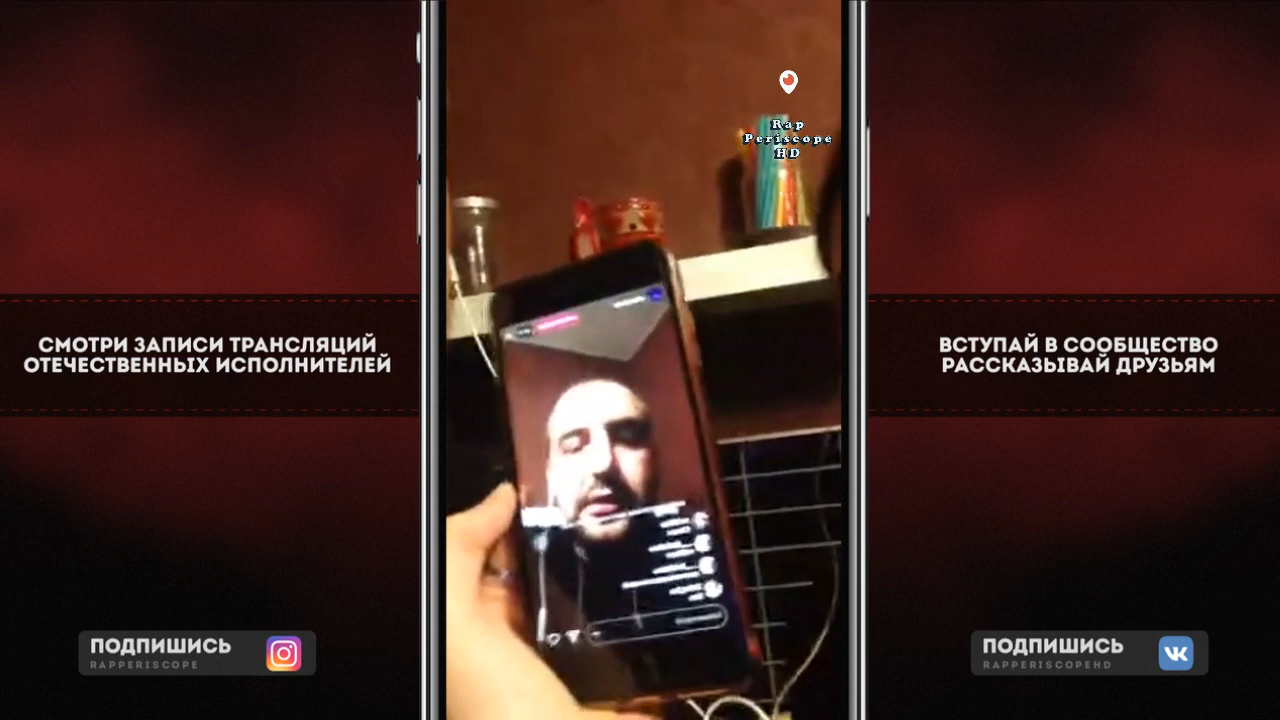 Rap
Periscope
HD
СМОТРИ ЗАПИСИ ТРАНСЛЯЦИЙ
ОТЕЧЕСТВЕННЫХ ИСПОЛНИТЕЛЕЙ
ВСТУПАЙ В СООБЩЕСТВО
РАССКАЗЫВАЙ ДРУЗЬЯМ
ПОДПИШИСЬ
RAPPERISCOPE
ПОДПИШИСЬ
RAPPERISCOPEHD